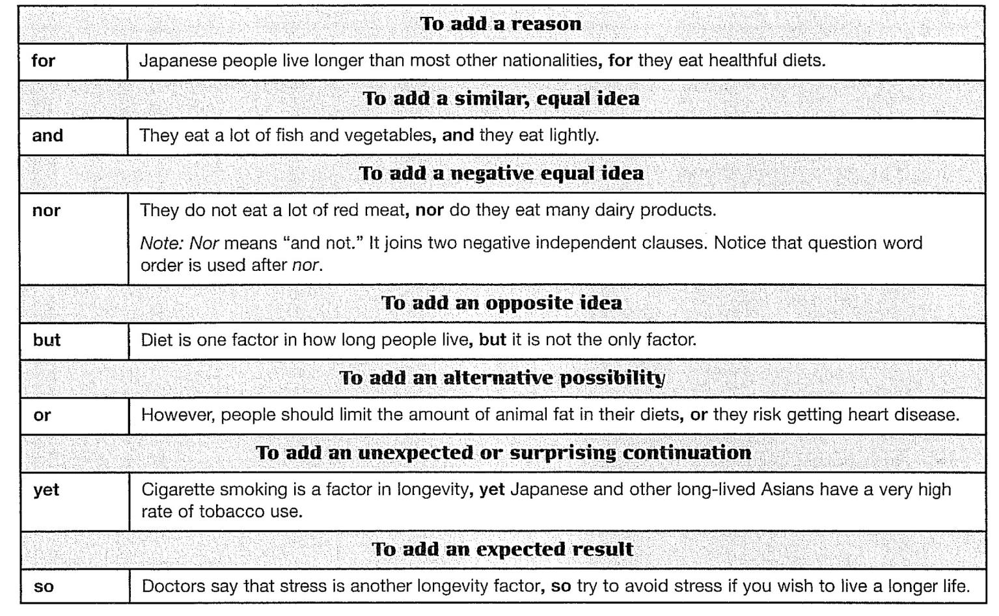 To add a reason
for Japanese people live longer than most other nationalities, for they eat healthful diets.
To add a similar, equal idea
and They eat a lot of fish and vegetables, and they eat lightly.
To add a negative equal idea
nor They do not eat a lot of red meat, nor do they eat many dairy products.
Note: Nor means “and not.” It joins two negative independent clauses. Notice that question word
order is used after nor.
To add an opposite idea
but Diet is one factor in how long people live, but it is not the only factor.
To add an alternative possibility
or However, people should limit the amount of animal fat in their diets, or they risk getting heart disease.
To add an unexpected or surprising continuation
yet Cigarette smoking is a factor in longevity, yet Japanese and other long-lived Asians have a very high
rate of tobacco use.
To add an expected result
so Doctors say that stress is another longevity factor, so try to avoid stress if you wish to live a longer life.